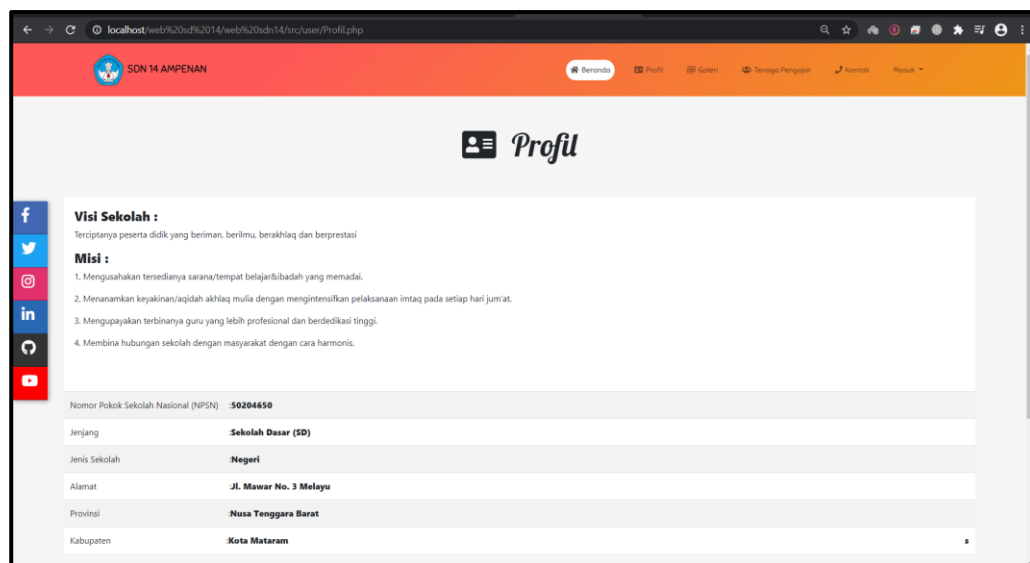 localhost/web%20sd%2014/web%20sdn14/src/user/Profil.php
SDN 14 AMPENAN
Beranda Profil Galeri Tenaga Pengajar Kontak Masuk
Profil
Visi Sekolah :
Terciptanya peserta didik yang beriman, berilmu, berakhlaq dan berprestasi
Misi :
1. Mengusahakan tersedianya sarana/tempat belajar&ibadah yang memadai.
2. Menanamkan keyakinan/aqidah akhlaq mulia dengan mengintensifkan pelaksanaan imtaq pada setiap hari jum'at.
3. Mengupayakan terbinanya guru yang lebih profesional dan berdedikasi tinggi.
4. Membina hubungan sekolah dengan masyarakat dengan cara harmonis.
Nomor Pokok Sekolah Nasional (NPSN) :50204650
Jenjang :Sekolah Dasar (SD)
Jenis Sekolah :Negeri
Alamat :Jl. Mawar No. 3 Melayu
Provinsi :Nusa Tenggara Barat
Kabupaten :Kota Mataram s